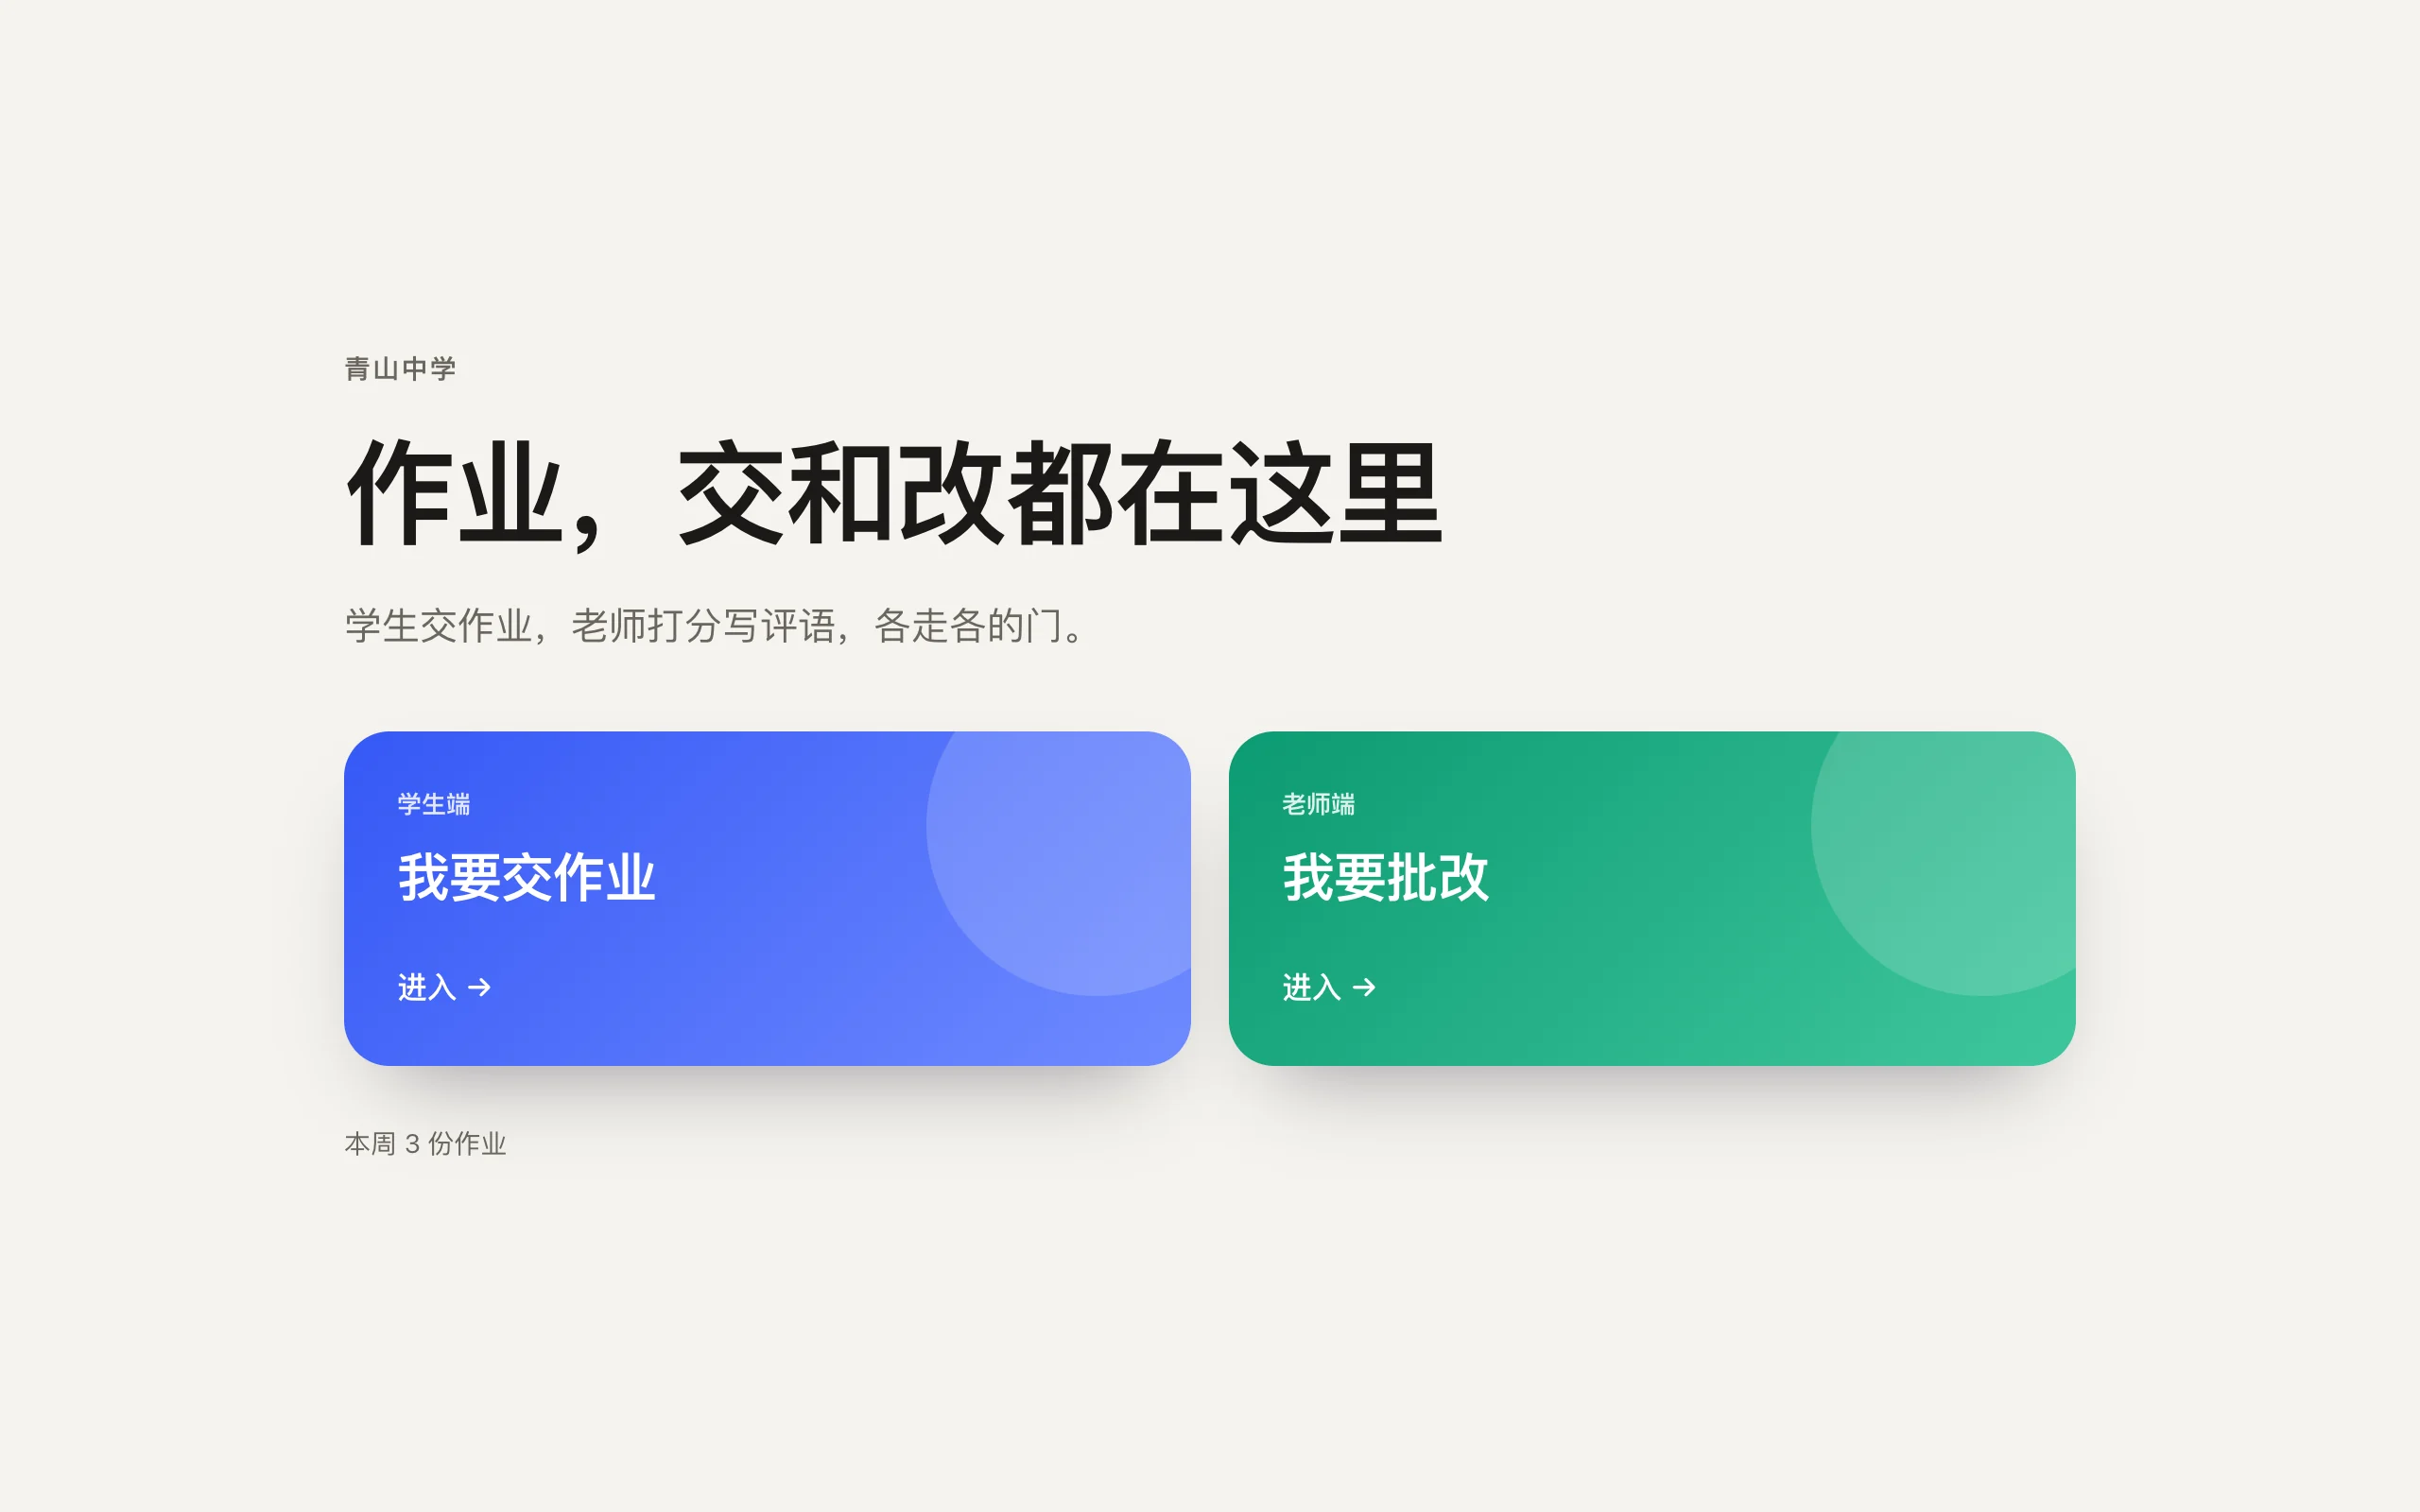 青山中学
作业，交和改都在这里
学生交作业，老师打分写评语，各走各的门。
学生端
我要交作业
进入 →
老师端
我要批改
进入 →
本周 3 份作业